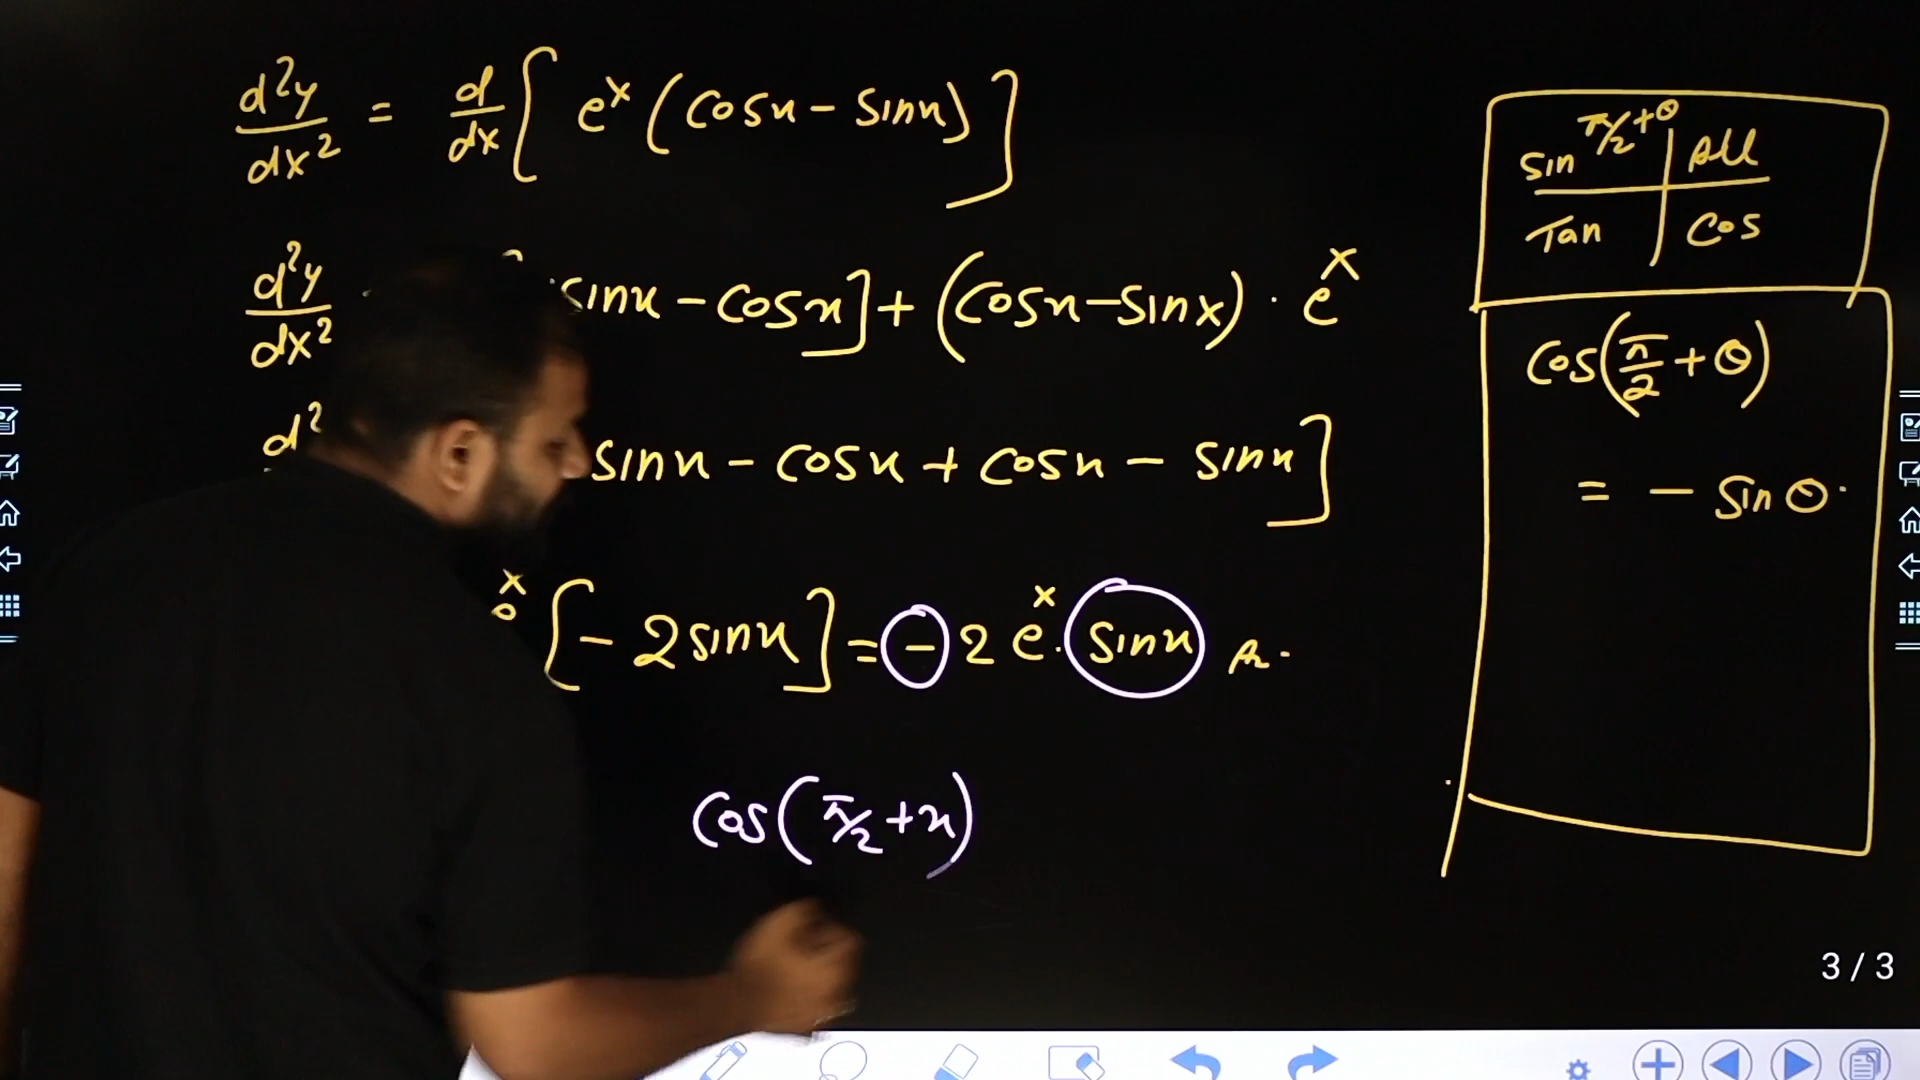 d²y/dx² = d/dx [ eˣ (cosx - sinx) ]
d²y/dx² sinx - cosx] + (cosx - sinx) · eˣ
d² sinx - cosx + cosx - sinx ]
[ - 2sinx ] = - 2 eˣ. sinx
cos(π/2 + x)
sin π/2+θ | All
Tan | Cos
cos(π/2 + θ)
= - sin θ.
3 / 3